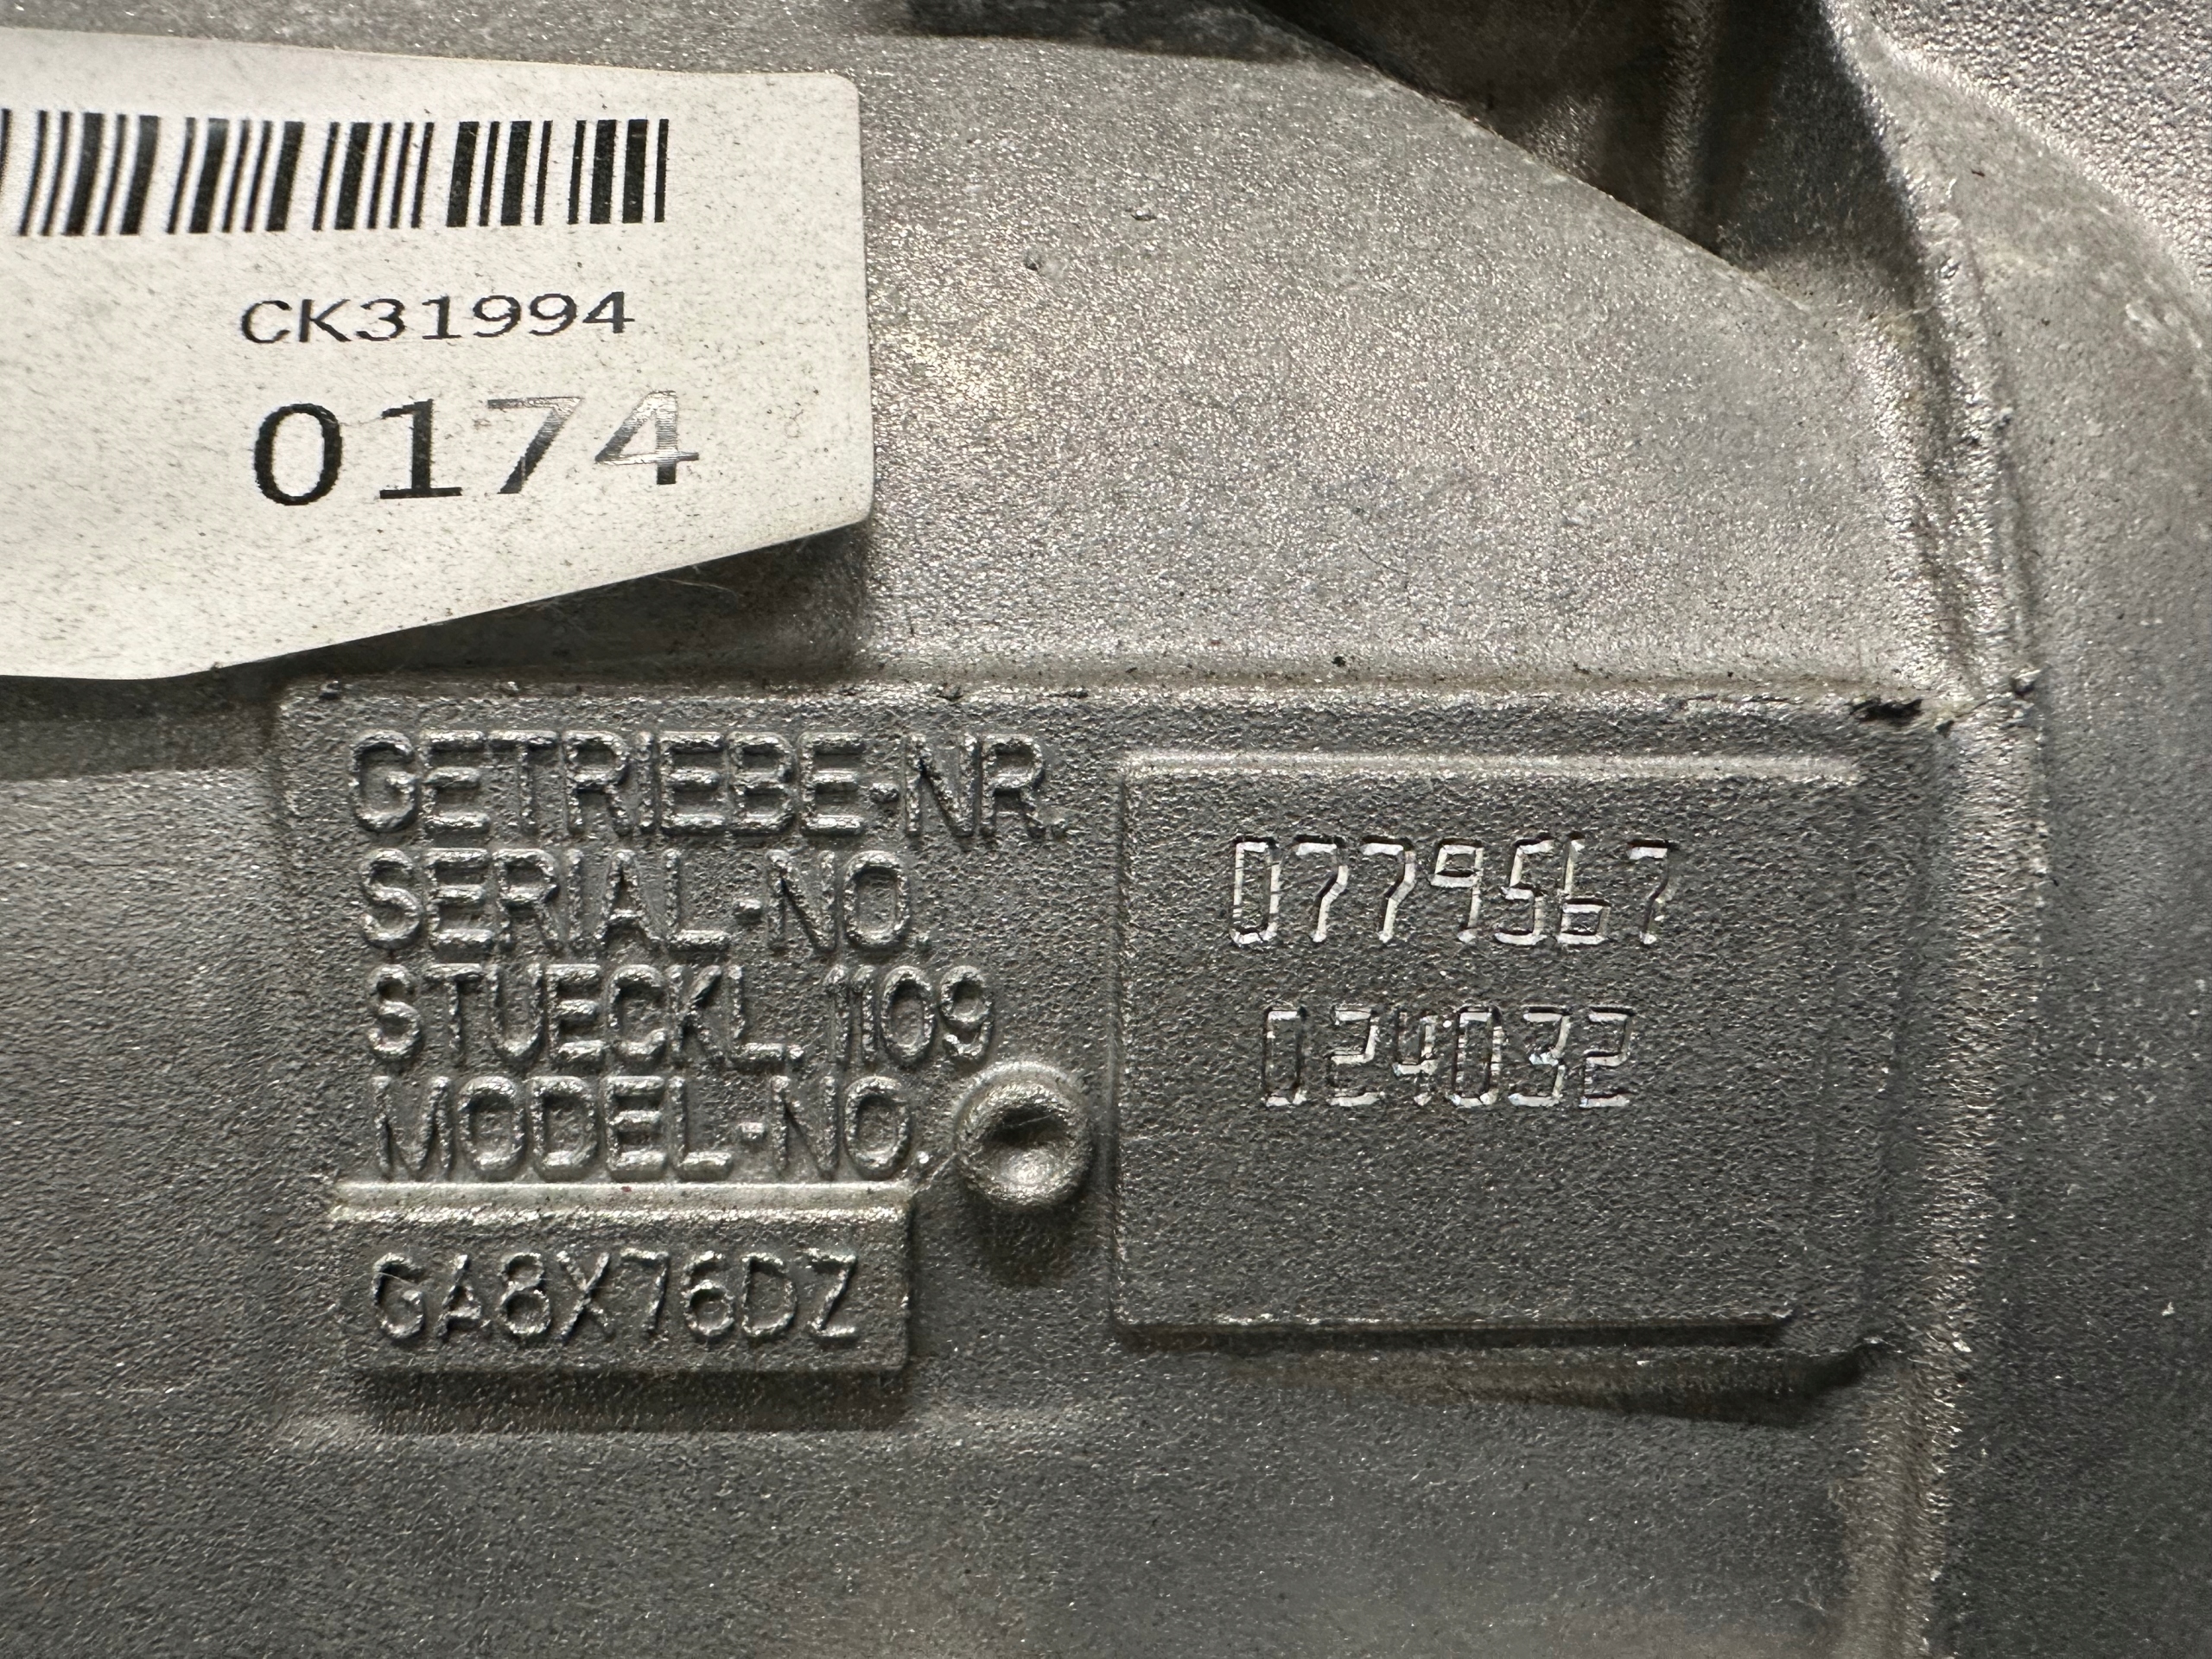 CK31994
0174
GETRIEBE-NR.
SERIAL-NO.
0779567
STUECKL. 1109
MODEL-NO.
024032
GA8X76DZ